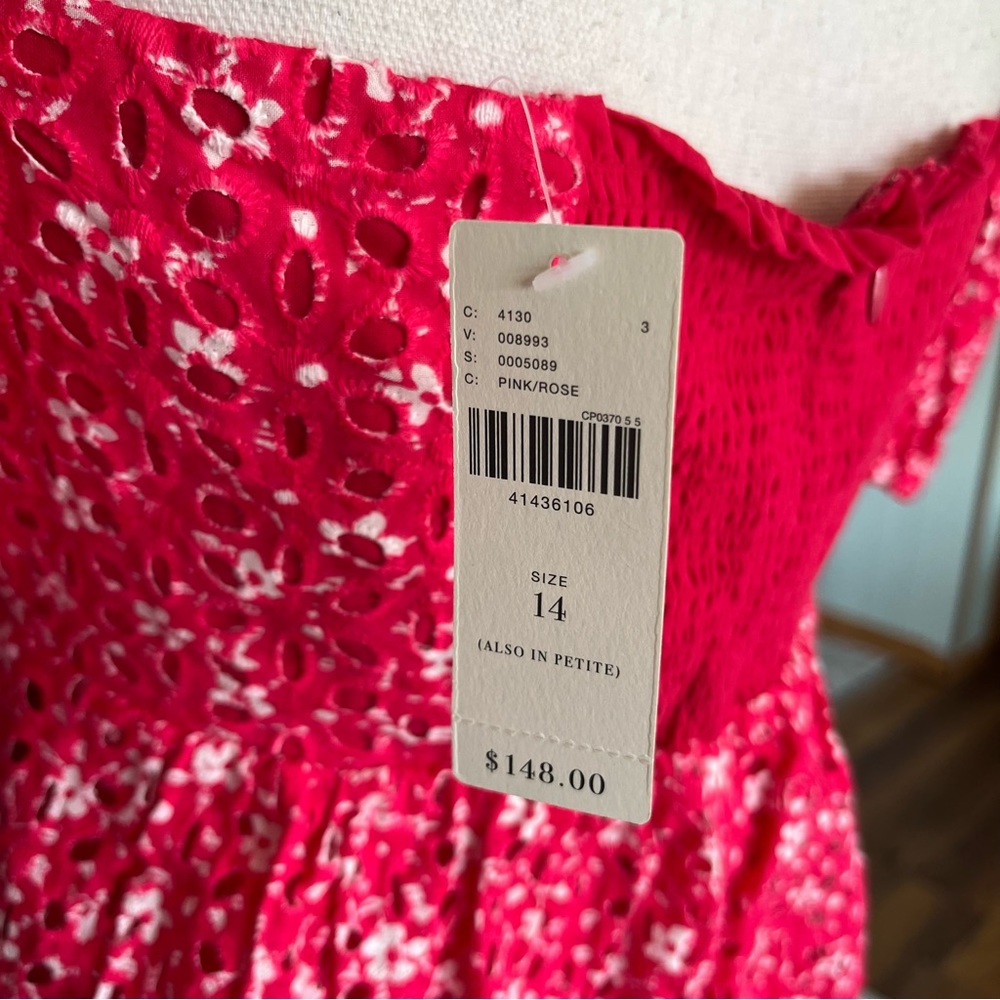 C: 4130 3
V: 008993
S: 0005089
C: PINK/ROSE
CP0370 5 5
41436106
SIZE
14
(ALSO IN PETITE)
$148.00